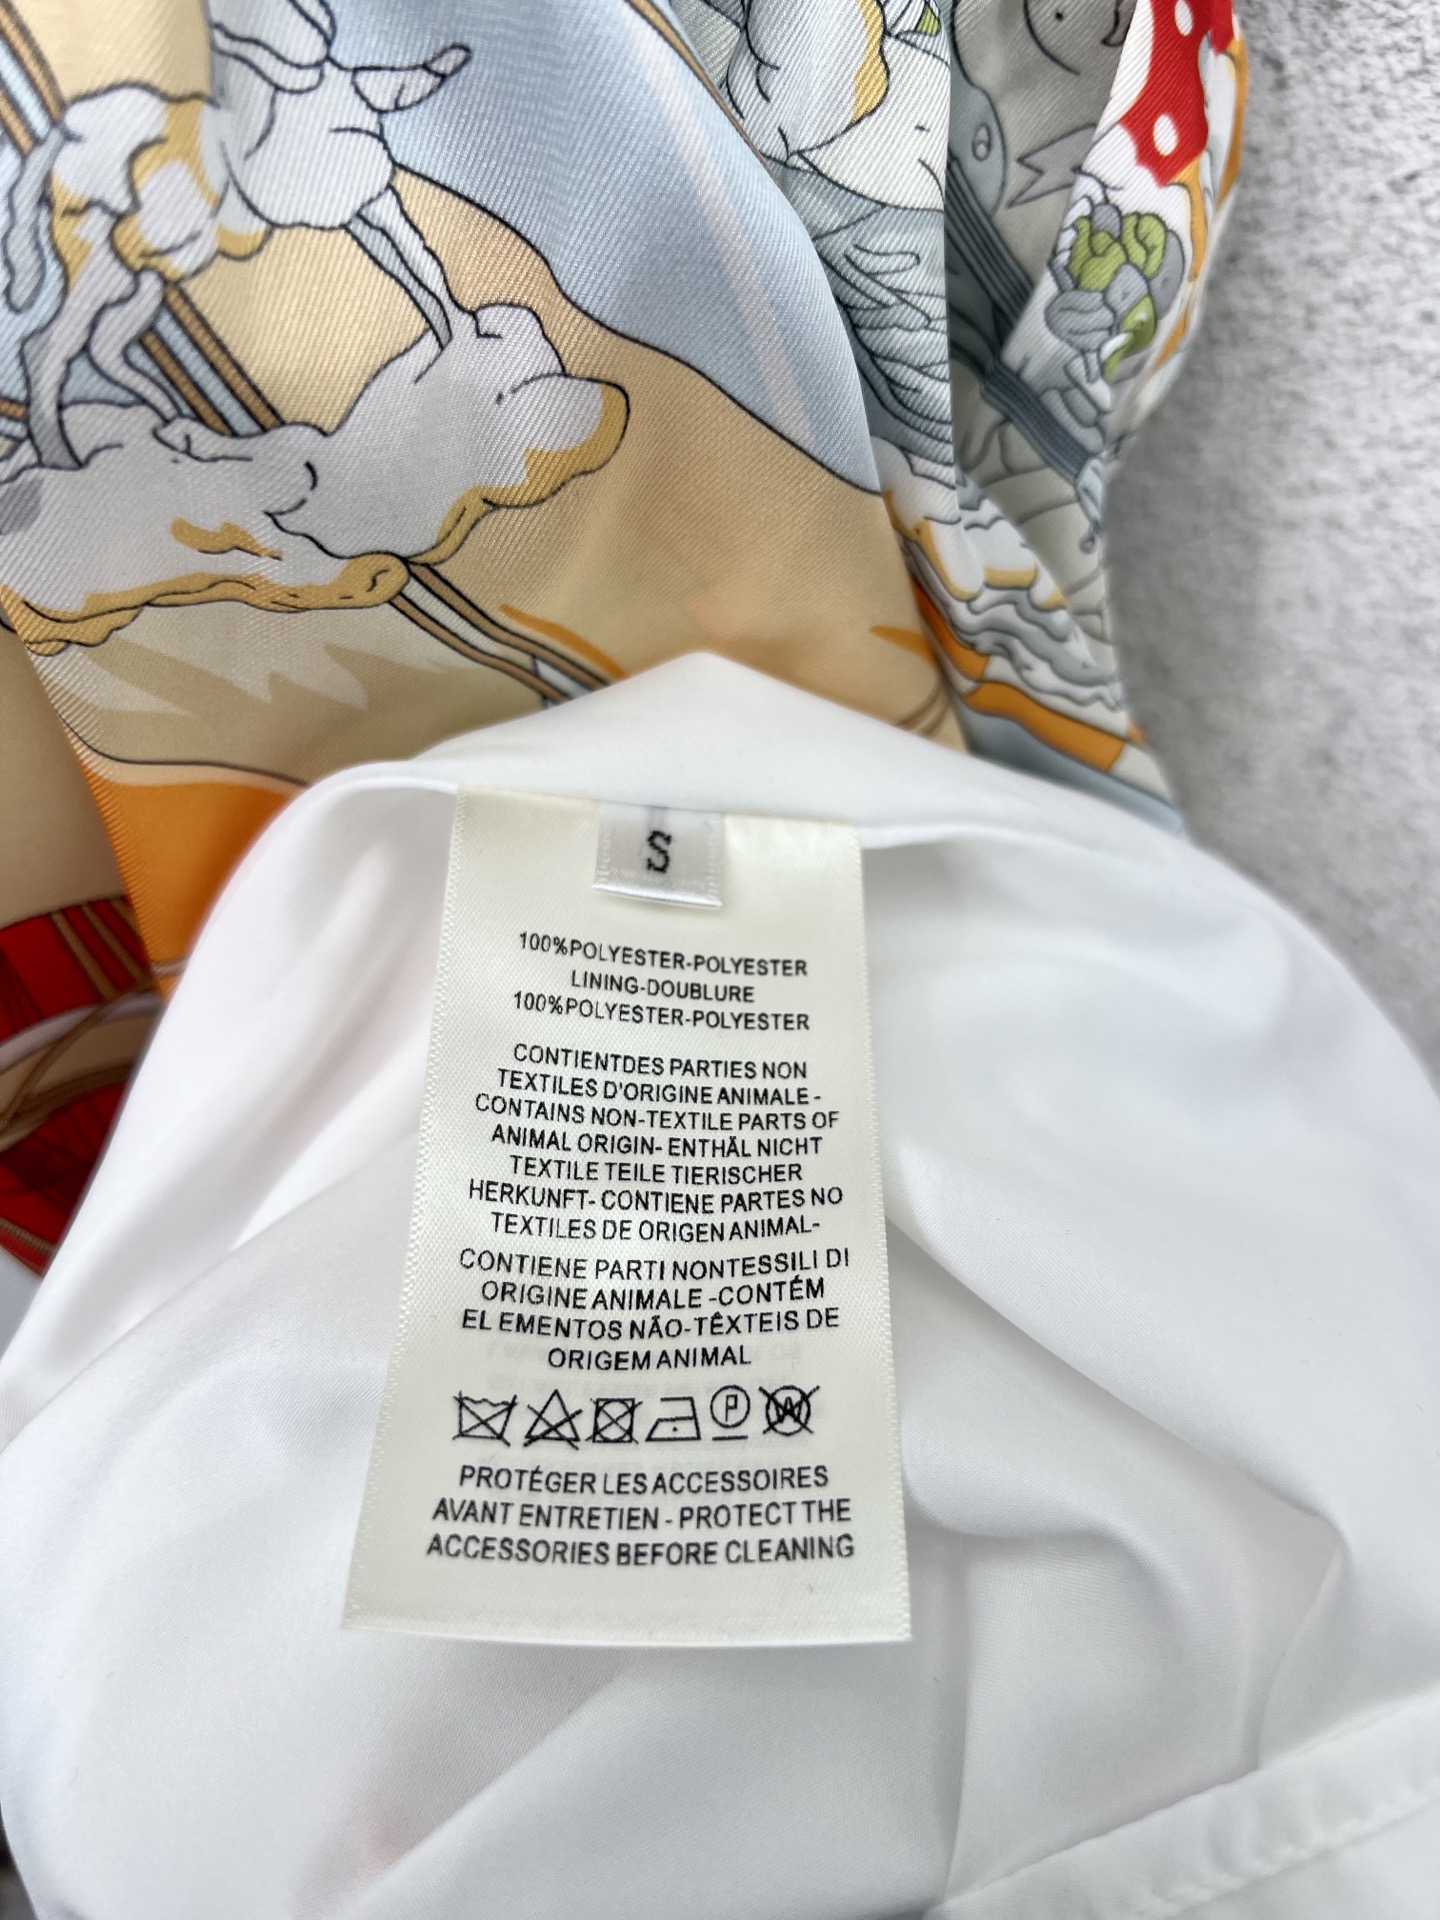 S
100%POLYESTER-POLYESTER
LINING-DOUBLURE
100%POLYESTER-POLYESTER
CONTIENTDES PARTIES NON
TEXTILES D'ORIGINE ANIMALE -
CONTAINS NON-TEXTILE PARTS OF
ANIMAL ORIGIN- ENTHÄL NICHT
TEXTILE TEILE TIERISCHER
HERKUNFT- CONTIENE PARTES NO
TEXTILES DE ORIGEN ANIMAL-
CONTIENE PARTI NONTESSILI DI
ORIGINE ANIMALE -CONTÉM
EL EMENTOS NÃO-TÊXTEIS DE
ORIGEM ANIMAL
P W
PROTÉGER LES ACCESSOIRES
AVANT ENTRETIEN - PROTECT THE
ACCESSORIES BEFORE CLEANING